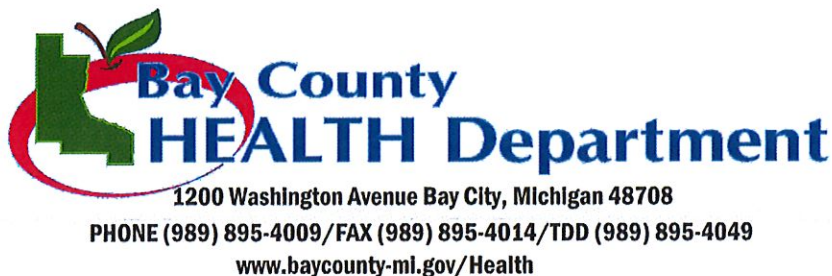 Bay County
HEALTH Department
1200 Washington Avenue Bay City, Michigan 48708
PHONE (989) 895-4009/FAX (989) 895-4014/TDD (989) 895-4049
www.baycounty-mi.gov/Health